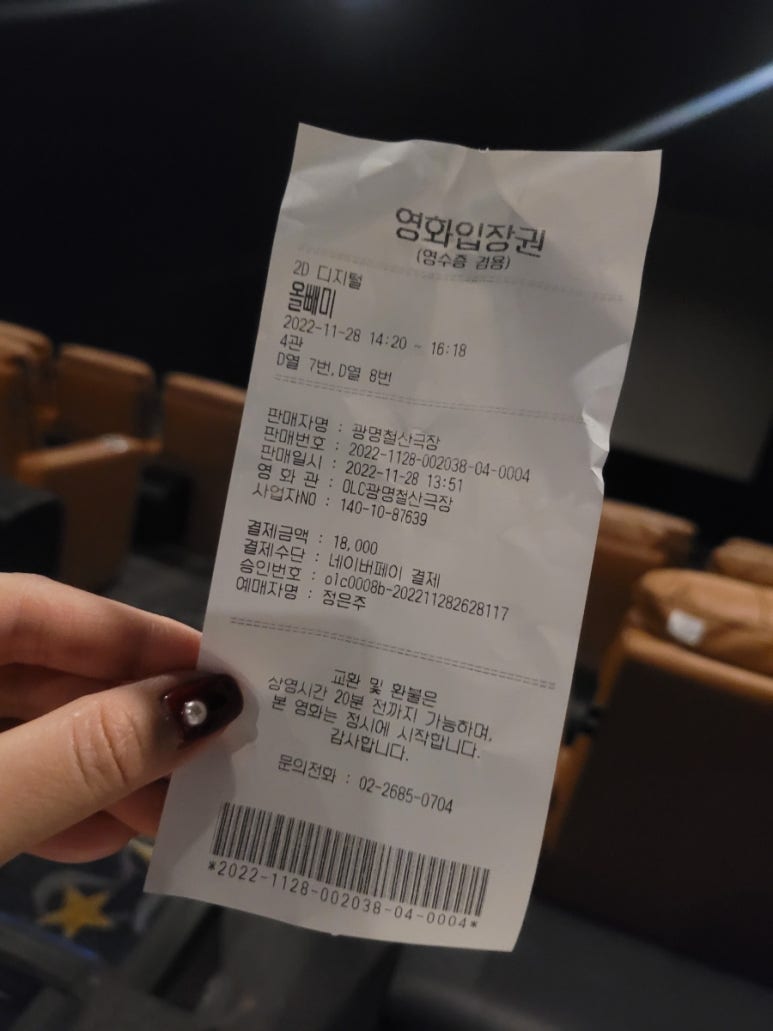 영화입장권
(영수증 겸용)
2D 디지털
올빼미
2022-11-28 14:20 ~ 16:18
4관
D열 7번,D열 8번
판매자명 : 광명철산극장
판매번호 : 2022-1128-002038-04-0004
판매일시 : 2022-11-28 13:51
영 화 관 : OLC광명철산극장
사업자NO : 140-10-87639
결제금액 : 18,000
결제수단 : 네이버페이 결제
승인번호 : olc0008b-202211282628117
예매자명 : 정은주
교환 및 환불은
상영시간 20분 전까지 가능하며,
본 영화는 정시에 시작합니다.
감사합니다.
문의전화 : 02-2685-0704
*2022-1128-002038-04-0004*